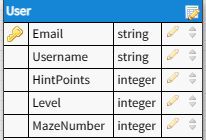 User
Email string
Username string
HintPoints integer
Level integer
MazeNumber integer